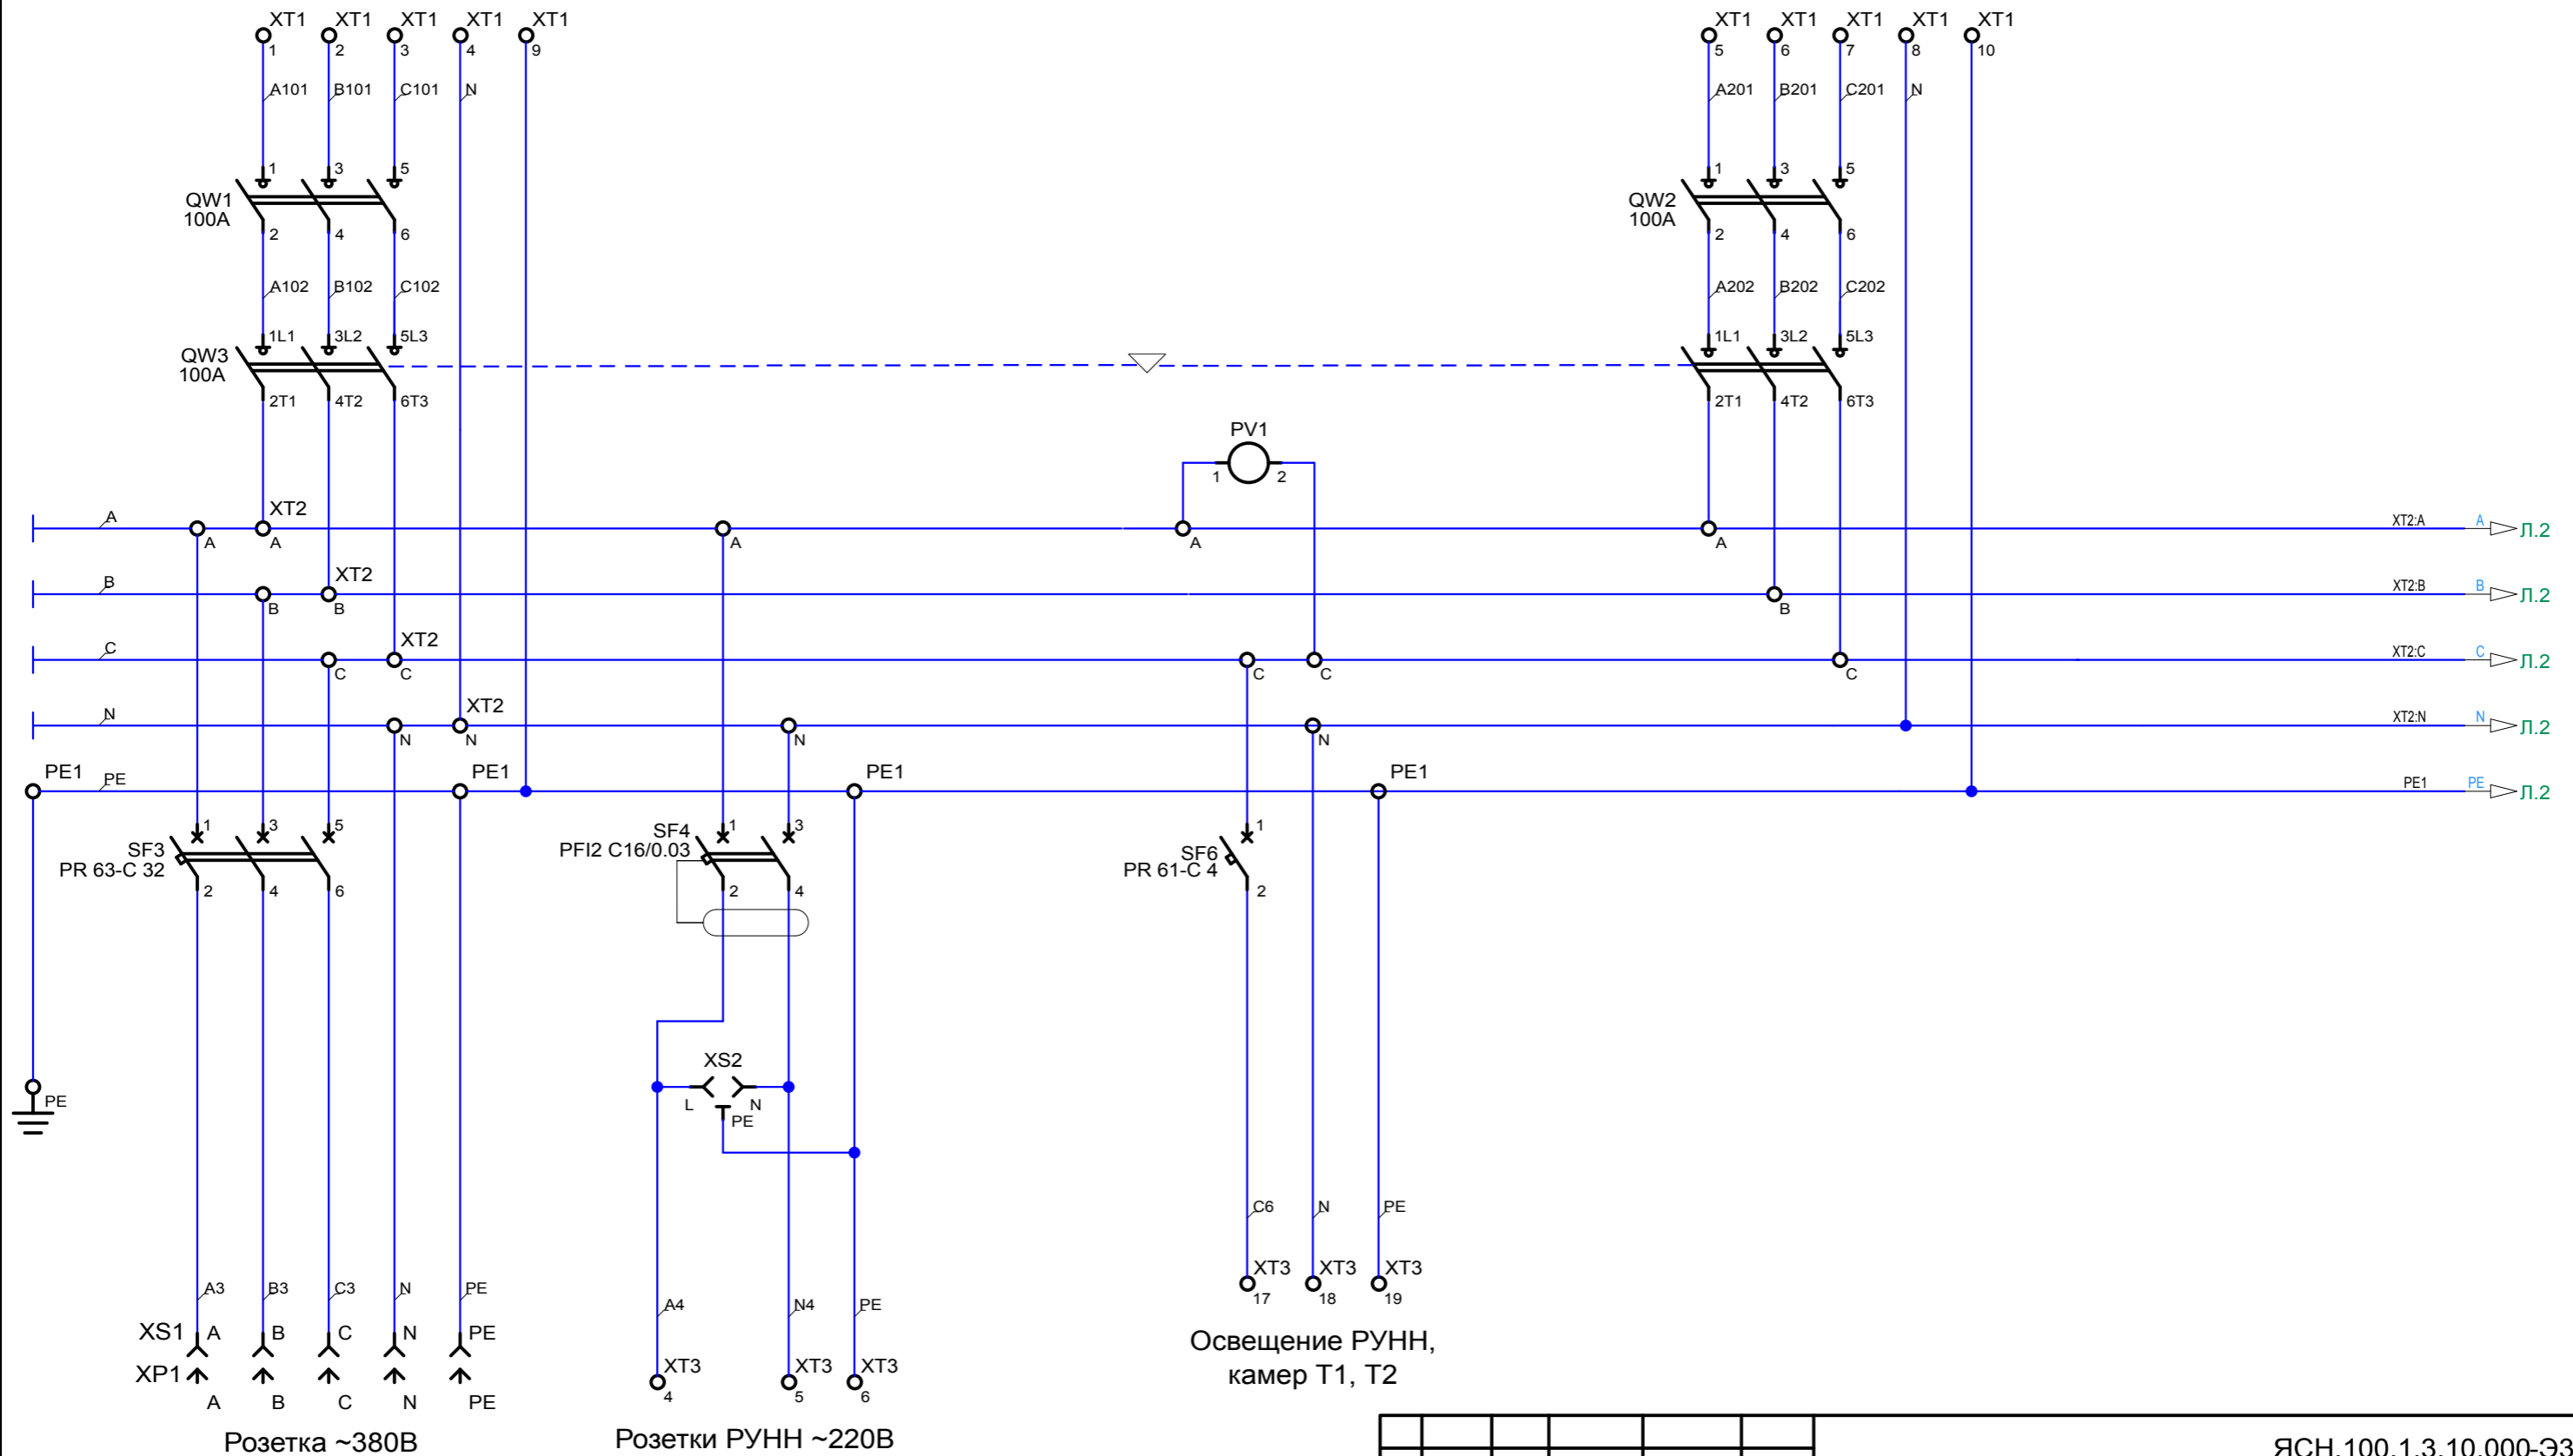 XT1 XT1 XT1 XT1 XT1 XT1 XT1 XT1 XT1 XT1
1 2 3 4 9 5 6 7 8 10
A101 B101 C101 N A201 B201 C201 N
1 3 5 1 3 5
QW1 QW2
100A 100A
2 4 6 2 4 6
A102 B102 C102 A202 B202 C202
1L1 3L2 5L3 1L1 3L2 5L3
QW3
100A
2T1 4T2 6T3 2T1 4T2 6T3
PV1
1 2
A XT2 XT2:A A Л.2
A A A A A
B XT2 XT2:B B Л.2
B B B
C XT2 XT2:C C Л.2
C C C C C
N XT2 XT2:N N Л.2
N N N N
PE1 PE PE1 PE1 PE1 PE1 PE Л.2
1 3 5 1 3 1
SF3 SF4 SF6
PR 63-C 32 PFI2 C16/0.03 PR 61-C 4
2 4 6 2 4 2
XS2
PE L N
PE
C6 N PE
XT3 XT3 XT3
17 18 19
A3 B3 C3 N PE A4 N4 PE
XS1 A B C N PE
Освещение РУНН,
камер Т1, Т2
XP1 XT3 XT3 XT3
A B C N PE 4 5 6
Розетка ~380В
Розетки РУНН ~220В
ЯСН.100.1.3.10.000-ЭЗ